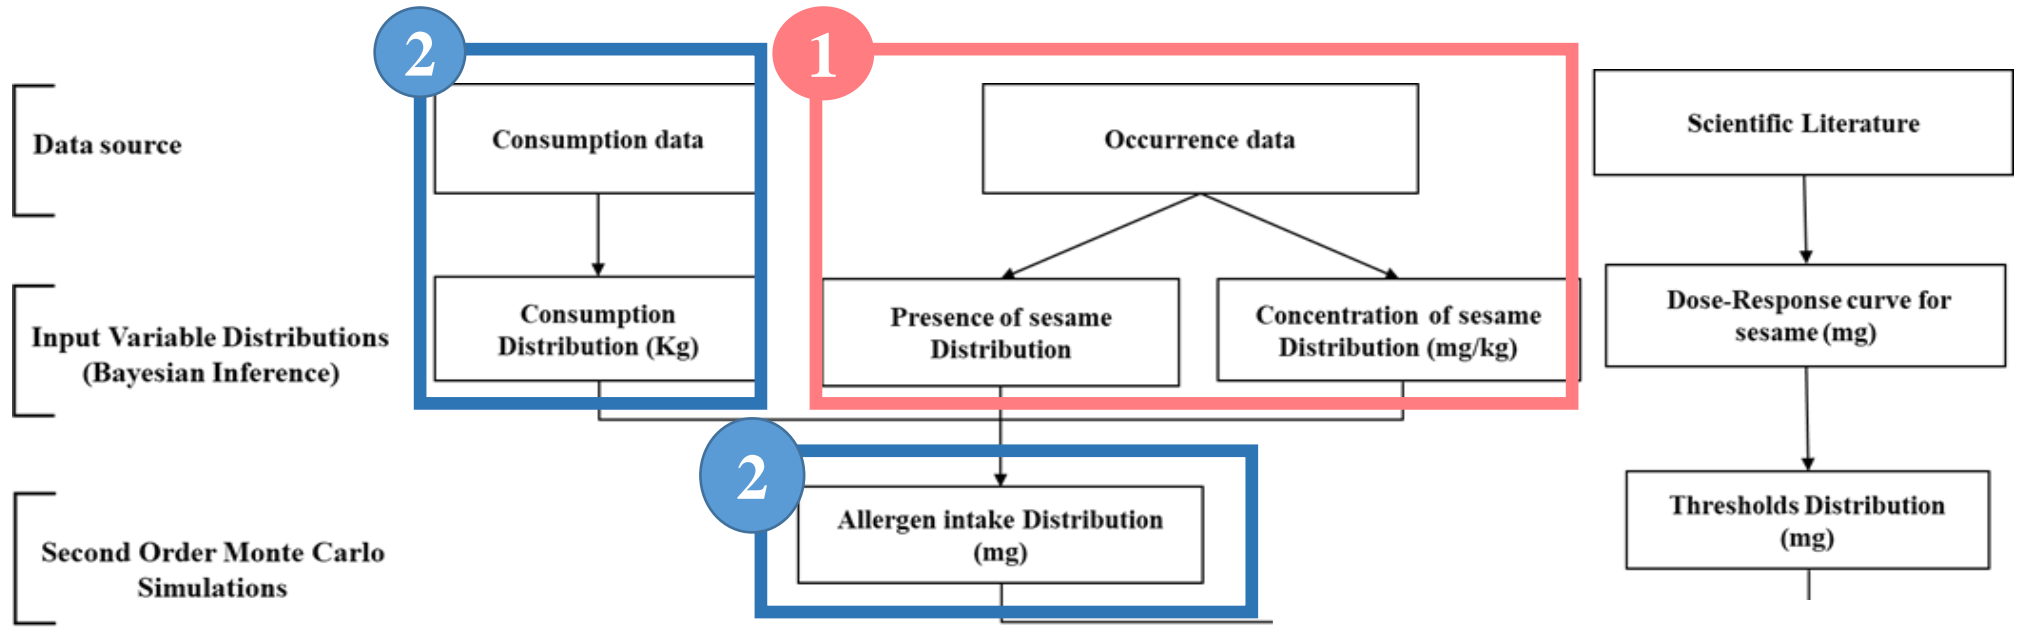 2
1
Data source
Consumption data
Occurrence data
Scientific Literature
Input Variable Distributions
(Bayesian Inference)
Consumption
Distribution (Kg)
Presence of sesame
Distribution
Concentration of sesame
Distribution (mg/kg)
Dose-Response curve for
sesame (mg)
2
Second Order Monte Carlo
Simulations
Allergen intake Distribution
(mg)
Thresholds Distribution
(mg)